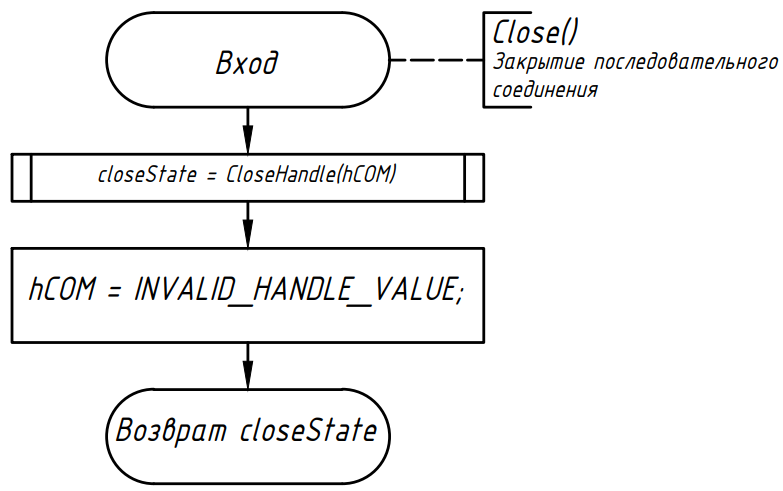 Вход
Close()
Закрытие последовательного
соединения
closeState = CloseHandle(hCOM)
hCOM = INVALID_HANDLE_VALUE;
Возврат closeState